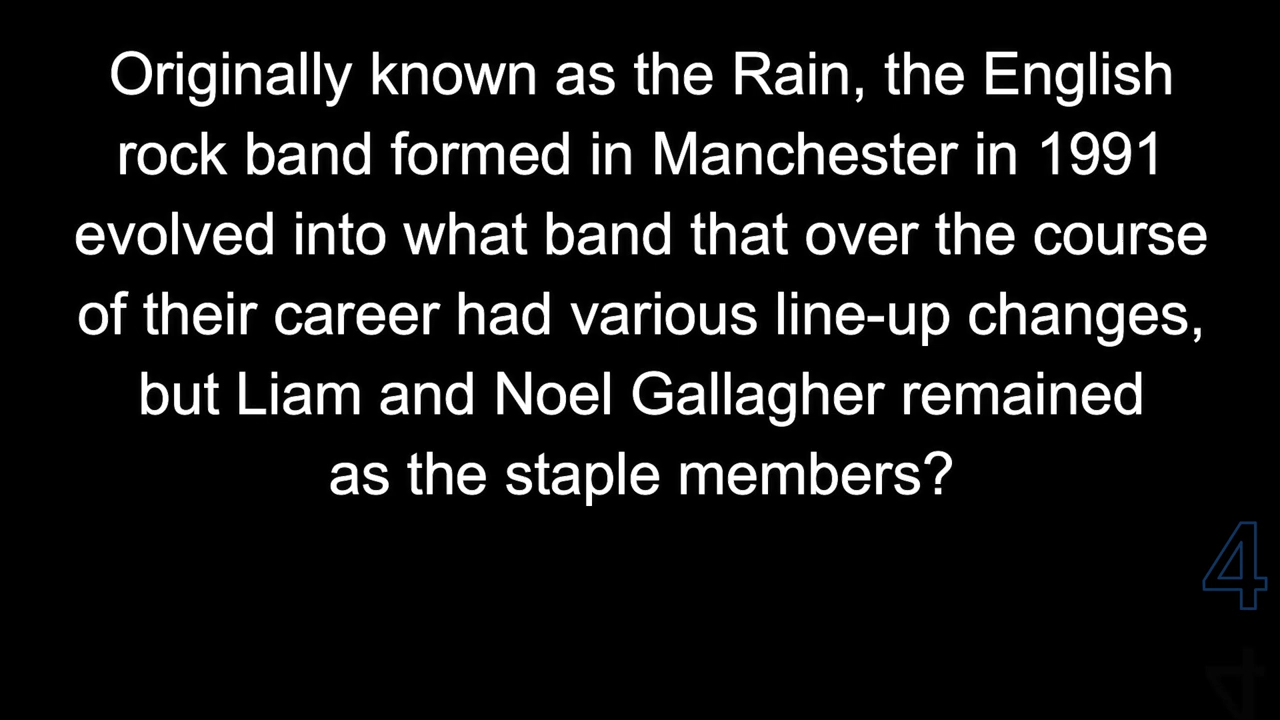 Originally known as the Rain, the English
rock band formed in Manchester in 1991
evolved into what band that over the course
of their career had various line-up changes,
but Liam and Noel Gallagher remained
as the staple members?
4